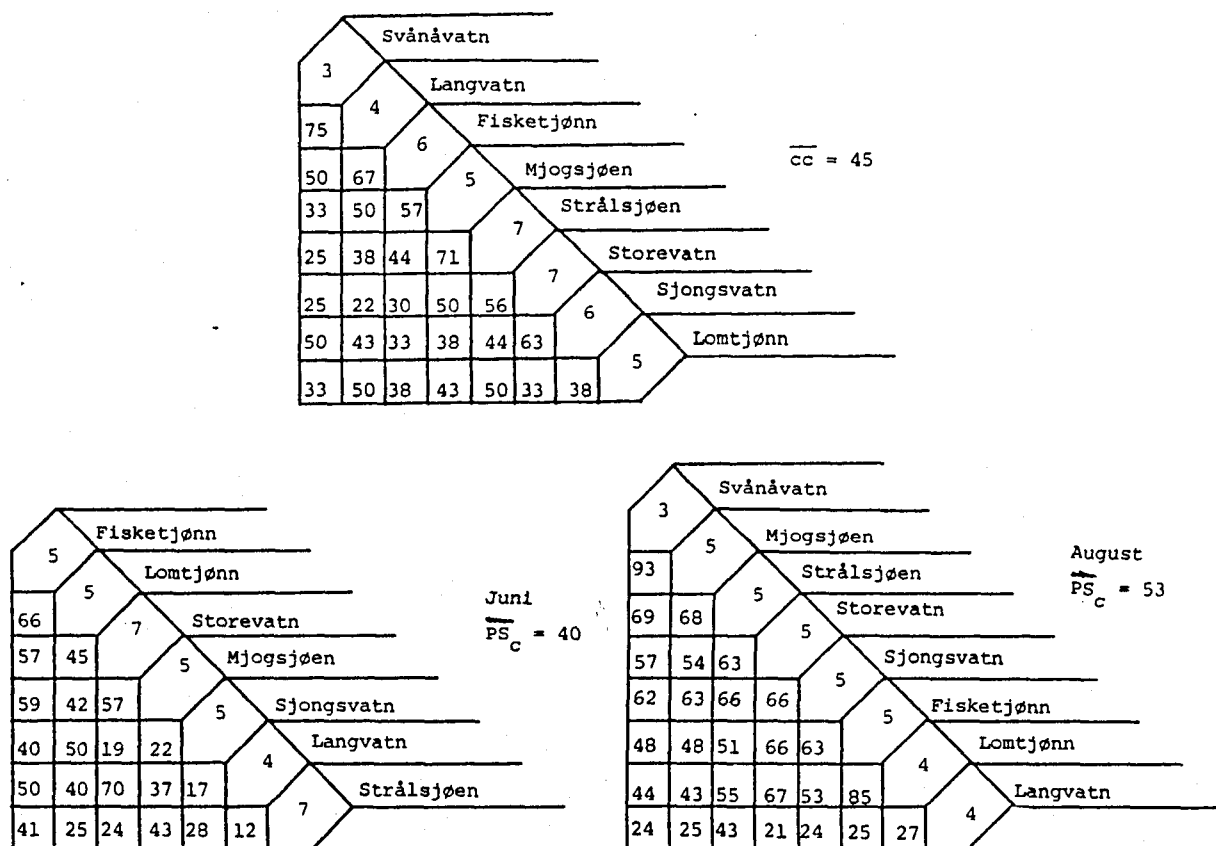 Svånåvatn
3
Langvatn
4
75
Fisketjønn
6
c̅c̅ = 45
50 67
Mjogsjøen
5
33 50 57
Strålsjøen
7
25 38 44 71
Storevatn
7
25 22 30 50 56
Sjongsvatn
6
50 43 33 38 44 63
Lomtjønn
5
33 50 38 43 50 33 38
Fisketjønn
5
Lomtjønn
5
66
Storevatn
7
57 45
Mjogsjøen
5
59 42 57
Sjongsvatn
5
40 50 19 22
Langvatn
4
50 40 70 37 17
Strålsjøen
7
41 25 24 43 28 12
Juni
PSc = 40
Svånåvatn
3
Mjogsjøen
5
93
Strålsjøen
5
69 68
Storevatn
5
57 54 63
Sjongsvatn
5
62 63 66 66
Fisketjønn
5
48 48 51 66 63
Lomtjønn
4
44 43 55 67 53 85
Langvatn
4
24 25 43 21 24 25 27
August
PSc = 53